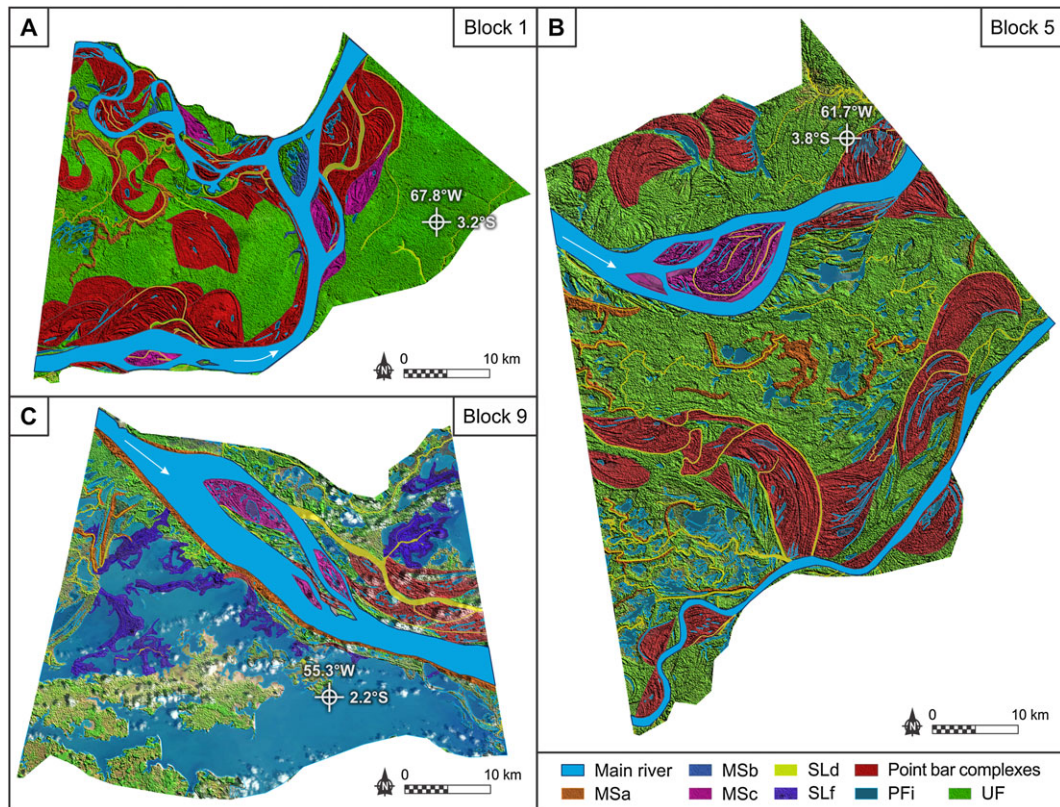 A
Block 1
67.8°W
3.2°S
N
0
10 km
B
Block 5
61.7°W
3.8°S
N
0
10 km
C
Block 9
55.3°W
2.2°S
N
0
10 km
Main river
MSb
SLd
Point bar complexes
MSa
MSc
SLf
PFi
UF